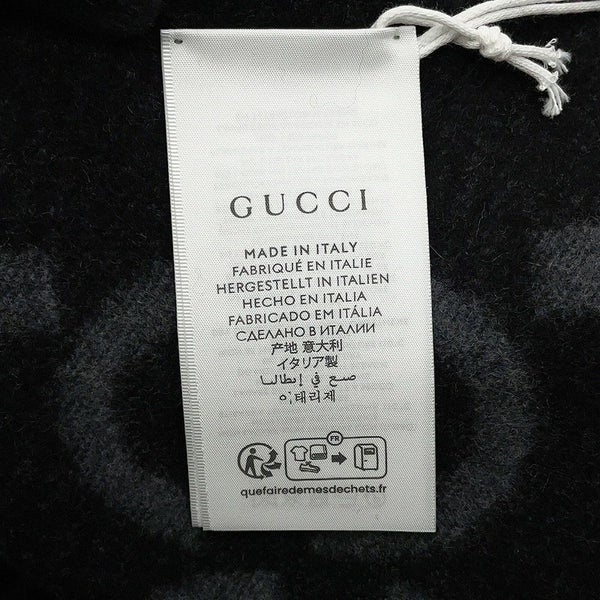 GUCCI
MADE IN ITALY
FABRIQUÉ EN ITALIE
HERGESTELLT IN ITALIEN
HECHO EN ITALIA
FABRICADO EM ITÁLIA
СДЕЛАНО В ИТАЛИИ
产地 意大利
イタリア製
صنع في إيطاليا
이태리제
FR
quefairedemesdechets.fr